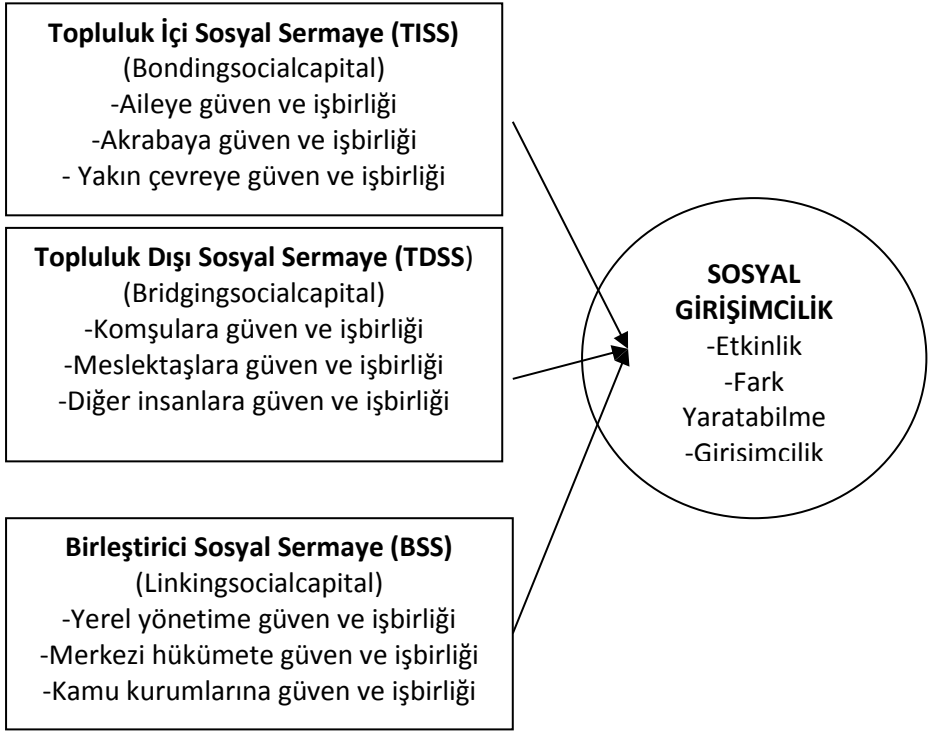 Topluluk İçi Sosyal Sermaye (TISS)
(Bondingsocialcapital)
-Aileye güven ve işbirliği
-Akrabaya güven ve işbirliği
- Yakın çevreye güven ve işbirliği
Topluluk Dışı Sosyal Sermaye (TDSS)
(Bridgingsocialcapital)
-Komşulara güven ve işbirliği
-Meslektaşlara güven ve işbirliği
-Diğer insanlara güven ve işbirliği
Birleştirici Sosyal Sermaye (BSS)
(Linkingsocialcapital)
-Yerel yönetime güven ve işbirliği
-Merkezi hükümete güven ve işbirliği
-Kamu kurumlarına güven ve işbirliği
SOSYAL
GİRİŞİMCİLİK
-Etkinlik
-Fark
Yaratabilme
-Girişimcilik